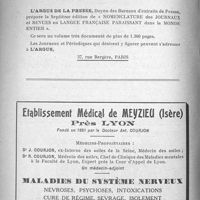 L'ARGUS DE LA PRESSE, Doyen des Bureaux d'extraits de Presse,
prépare la Septième édition de « NOMENCLATURE des JOURNAUX
et REVUES en LANGUE FRANÇAISE PARAISSANT dans le MONDE
ENTIER ».
Ce sera un volume très document de plus de 1.300 pages.
Les Journaux et Périodiques qui désirent y figurer peuvent s'adresser
à L'ARGUS,
37, rue Bergère, PARIS
Etablissement Médical de MEYZIEU (Isère)
Près LYON
Fondé en 1881 par le Docteur Ant. COURJON
MÉDECINS-PROPRIÉTAIRES :
Dr J. COURJON, ex-Interne des asiles de la Seine, Médecin des asiles ;
Dr R. COURJON, Médecin des asiles, Chef de Clinique des Maladies mentales
à la Faculté de Lyon, Expert près la Cour d'Appel de Lyon.
Un médecin-adjoint
MALADIES DU SYSTÈME NERVEUX
NÉVROSES, PSYCHOSES, INTOXICATIONS
CURE DE RÉGIME, SEVRAGE, ISOLEMENT